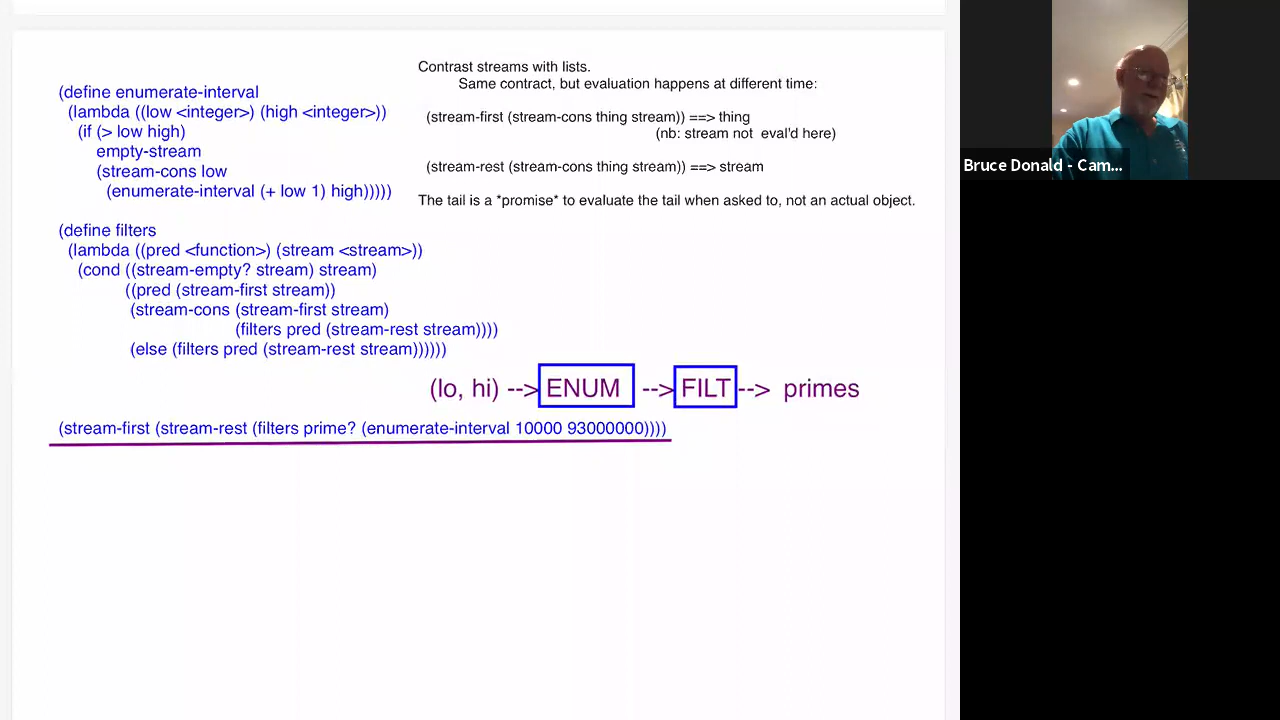 (define enumerate-interval
(lambda ((low <integer>) (high <integer>))
(if (> low high)
empty-stream
(stream-cons low
(enumerate-interval (+ low 1) high)))))
(define filters
(lambda ((pred <function>) (stream <stream>))
(cond ((stream-empty? stream) stream)
((pred (stream-first stream))
(stream-cons (stream-first stream)
(filters pred (stream-rest stream))))
(else (filters pred (stream-rest stream))))))
Contrast streams with lists.
Same contract, but evaluation happens at different time:
(stream-first (stream-cons thing stream)) ==> thing
(nb: stream not eval'd here)
(stream-rest (stream-cons thing stream)) ==> stream
The tail is a *promise* to evaluate the tail when asked to, not an actual object.
(lo, hi) --> ENUM --> FILT --> primes
(stream-first (stream-rest (filters prime? (enumerate-interval 10000 93000000))))
Bruce Donald - Cam...